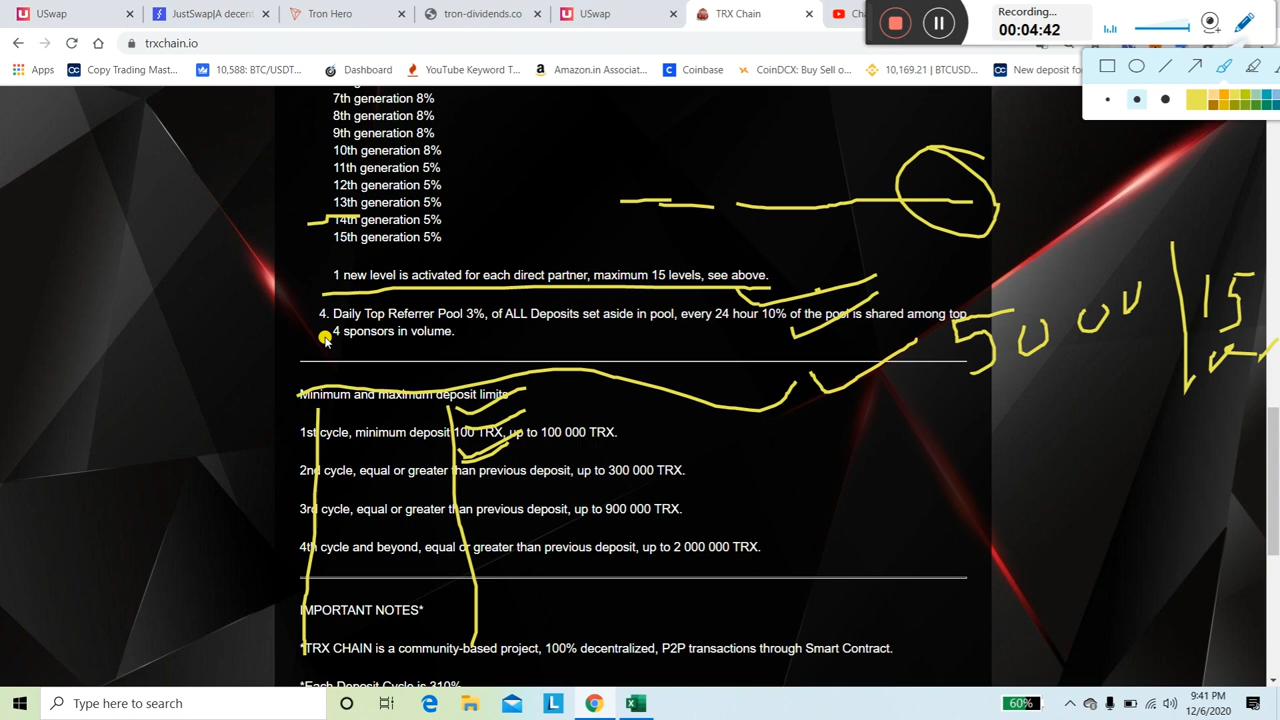 USwap
JustSwap|A decent
Tron Hero
tron-dividends.co
USwap
TRX Chain
Recording...
00:04:42
trxchain.io
Apps
Copy Trading Mast...
10,588: BTC/USDT...
Dashboard
YouTube Keyword T...
Amazon.in Associat...
Coinbase
CoinDCX: Buy Sell o...
10,169.21 | BTCUSD...
New deposit fo
7th generation 8%
8th generation 8%
9th generation 8%
10th generation 8%
11th generation 5%
12th generation 5%
13th generation 5%
14th generation 5%
15th generation 5%
1 new level is activated for each direct partner, maximum 15 levels, see above.
4. Daily Top Referrer Pool 3%, of ALL Deposits set aside in pool, every 24 hour 10% of the pool is shared among top
4 sponsors in volume.
15
Minimum and maximum deposit limits
1st cycle, minimum deposit 100 TRX, up to 100 000 TRX.
2nd cycle, equal or greater than previous deposit, up to 300 000 TRX.
3rd cycle, equal or greater than previous deposit, up to 900 000 TRX.
4th cycle and beyond, equal or greater than previous deposit, up to 2 000 000 TRX.
IMPORTANT NOTES*
*TRX CHAIN is a community-based project, 100% decentralized, P2P transactions through Smart Contract.
*Each Deposit Cycle is 310%
Type here to search
60%
9:41 PM
12/6/2020